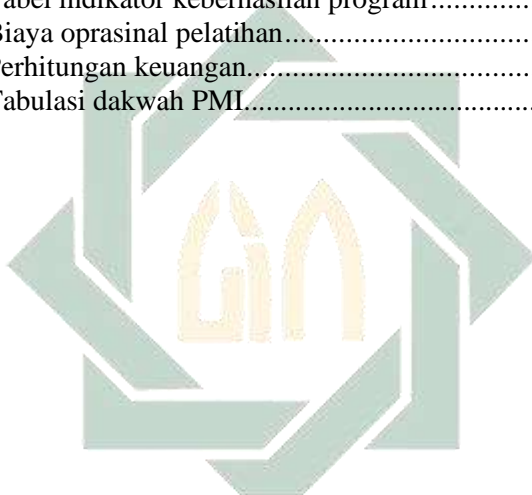 Tabel indikator keberhasilan program..............
Biaya oprasinal pelatihan...................................
Perhitungan keuangan........................................
Tabulasi dakwah PMI........................................